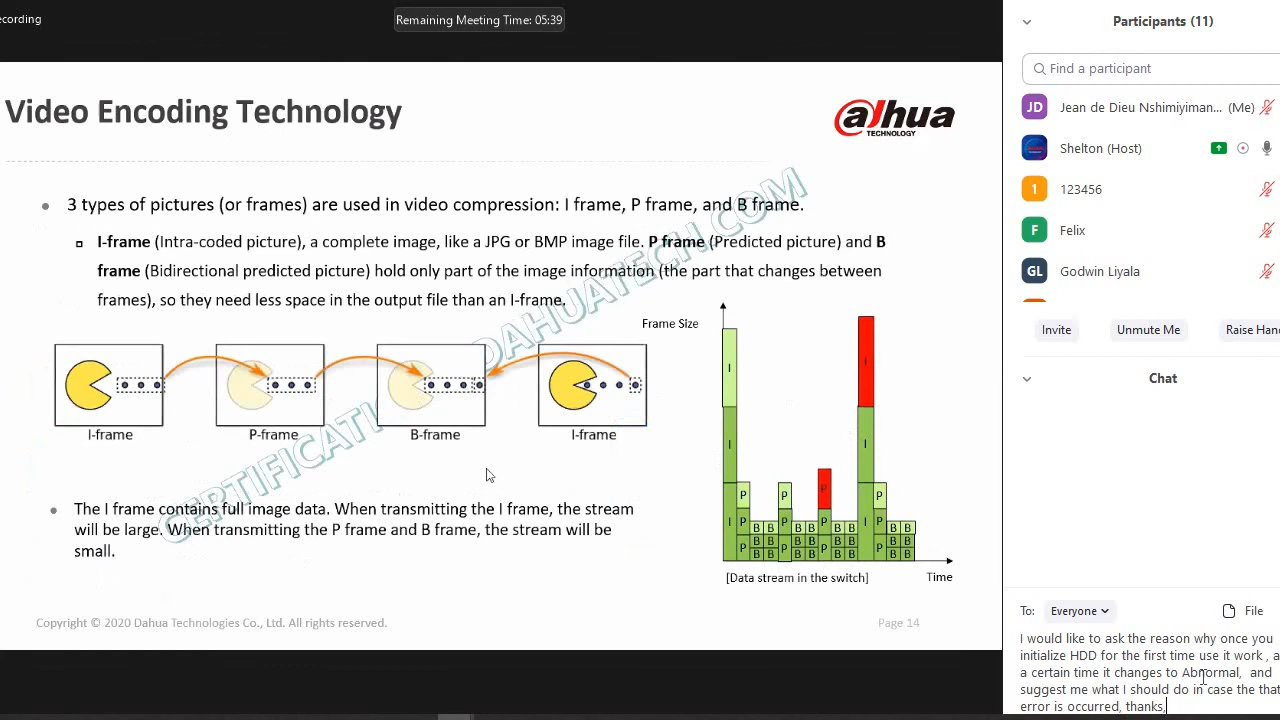 ecording
Remaining Meeting Time: 05:39
Video Encoding Technology
alhua
TECHNOLOGY
3 types of pictures (or frames) are used in video compression: I frame, P frame, and B frame.
I-frame (Intra-coded picture), a complete image, like a JPG or BMP image file. P frame (Predicted picture) and B
frame (Bidirectional predicted picture) hold only part of the image information (the part that changes between
frames), so they need less space in the output file than an I-frame.
CERTIFICATI
DAHUATECH.COM
I-frame
P-frame
B-frame
I-frame
The I frame contains full image data. When transmitting the I frame, the stream
will be large. When transmitting the P frame and B frame, the stream will be
small.
Frame Size
I I
P P P P
I I P P B B B B B B
I P B B P B B P B B I P B B
B B B B B B B B
[Data stream in the switch]
Time
Copyright © 2020 Dahua Technologies Co., Ltd. All rights reserved.
Page 14
Participants (11)
Find a participant
JD Jean de Dieu Nshimiyiman... (Me)
Shelton (Host)
1 123456
F Felix
GL Godwin Liyala
Invite
Unmute Me
Raise Han
Chat
To: Everyone
File
I would like to ask the reason why once you
initialize HDD for the first time use it work , a
a certain time it changes to Abnormal, and
suggest me what I should do in case the that
error is occurred, thanks,